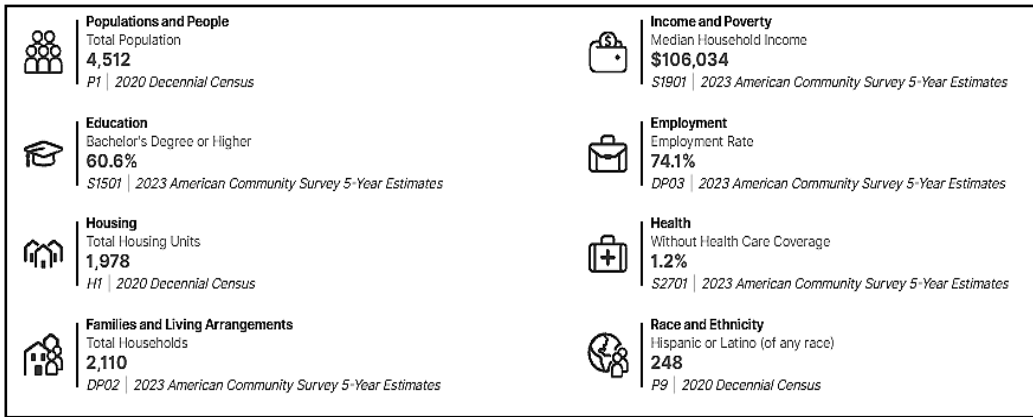 Populations and People
Total Population
4,512
P1 | 2020 Decennial Census
Income and Poverty
Median Household Income
$106,034
S1901 | 2023 American Community Survey 5-Year Estimates
Education
Bachelor's Degree or Higher
60.6%
S1501 | 2023 American Community Survey 5-Year Estimates
Employment
Employment Rate
74.1%
DP03 | 2023 American Community Survey 5-Year Estimates
Housing
Total Housing Units
1,978
H1 | 2020 Decennial Census
Health
Without Health Care Coverage
1.2%
S2701 | 2023 American Community Survey 5-Year Estimates
Families and Living Arrangements
Total Households
2,110
DP02 | 2023 American Community Survey 5-Year Estimates
Race and Ethnicity
Hispanic or Latino (of any race)
248
P9 | 2020 Decennial Census